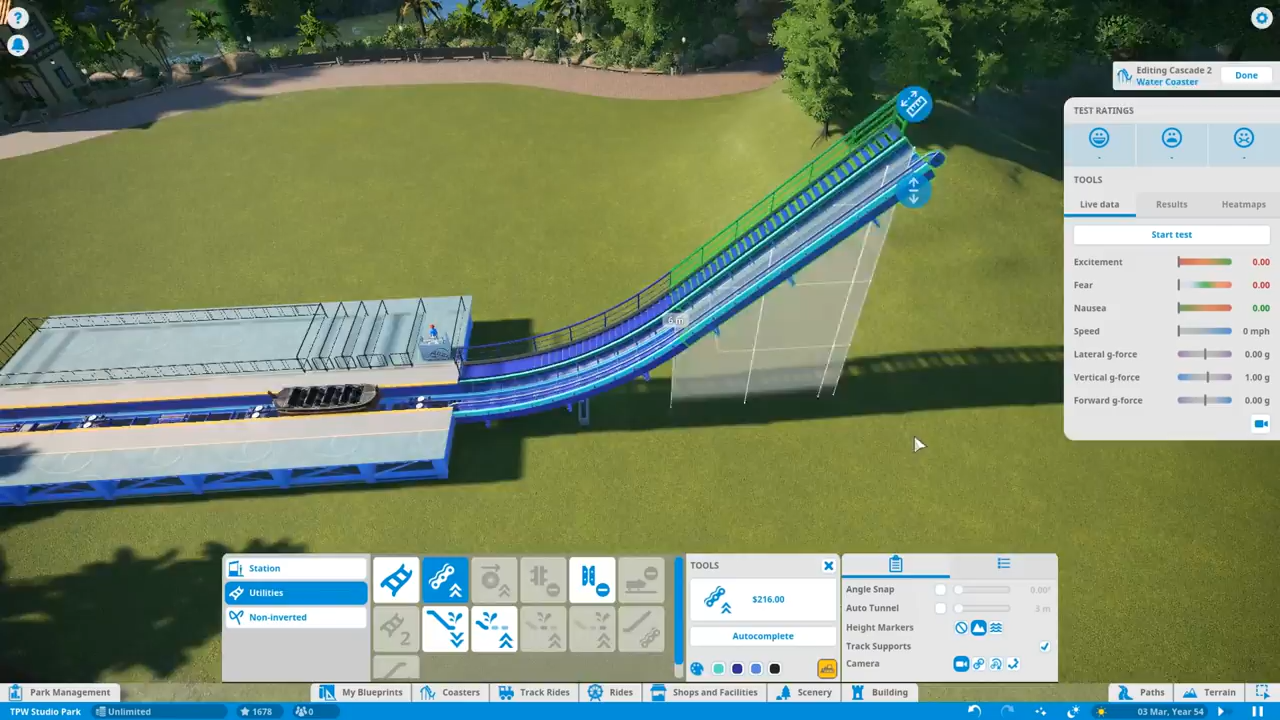 ?
Editing Cascade 2
Water Coaster
Done
TEST RATINGS
- - -
TOOLS
Live data Results Heatmaps
Start test
Excitement 0.00
Fear 0.00
Nausea 0.00
Speed 0 mph
Lateral g-force 0.00 g
Vertical g-force 1.00 g
Forward g-force 0.00 g
6 m
Station
Utilities
Non-inverted
2
TOOLS
$216.00
Autocomplete
Angle Snap 0.00°
Auto Tunnel 3 m
Height Markers
Track Supports
Camera
Park Management My Blueprints Coasters Track Rides Rides Shops and Facilities Scenery Building Paths Terrain
TPW Studio Park Unlimited 1678 0 03 Mar, Year 54